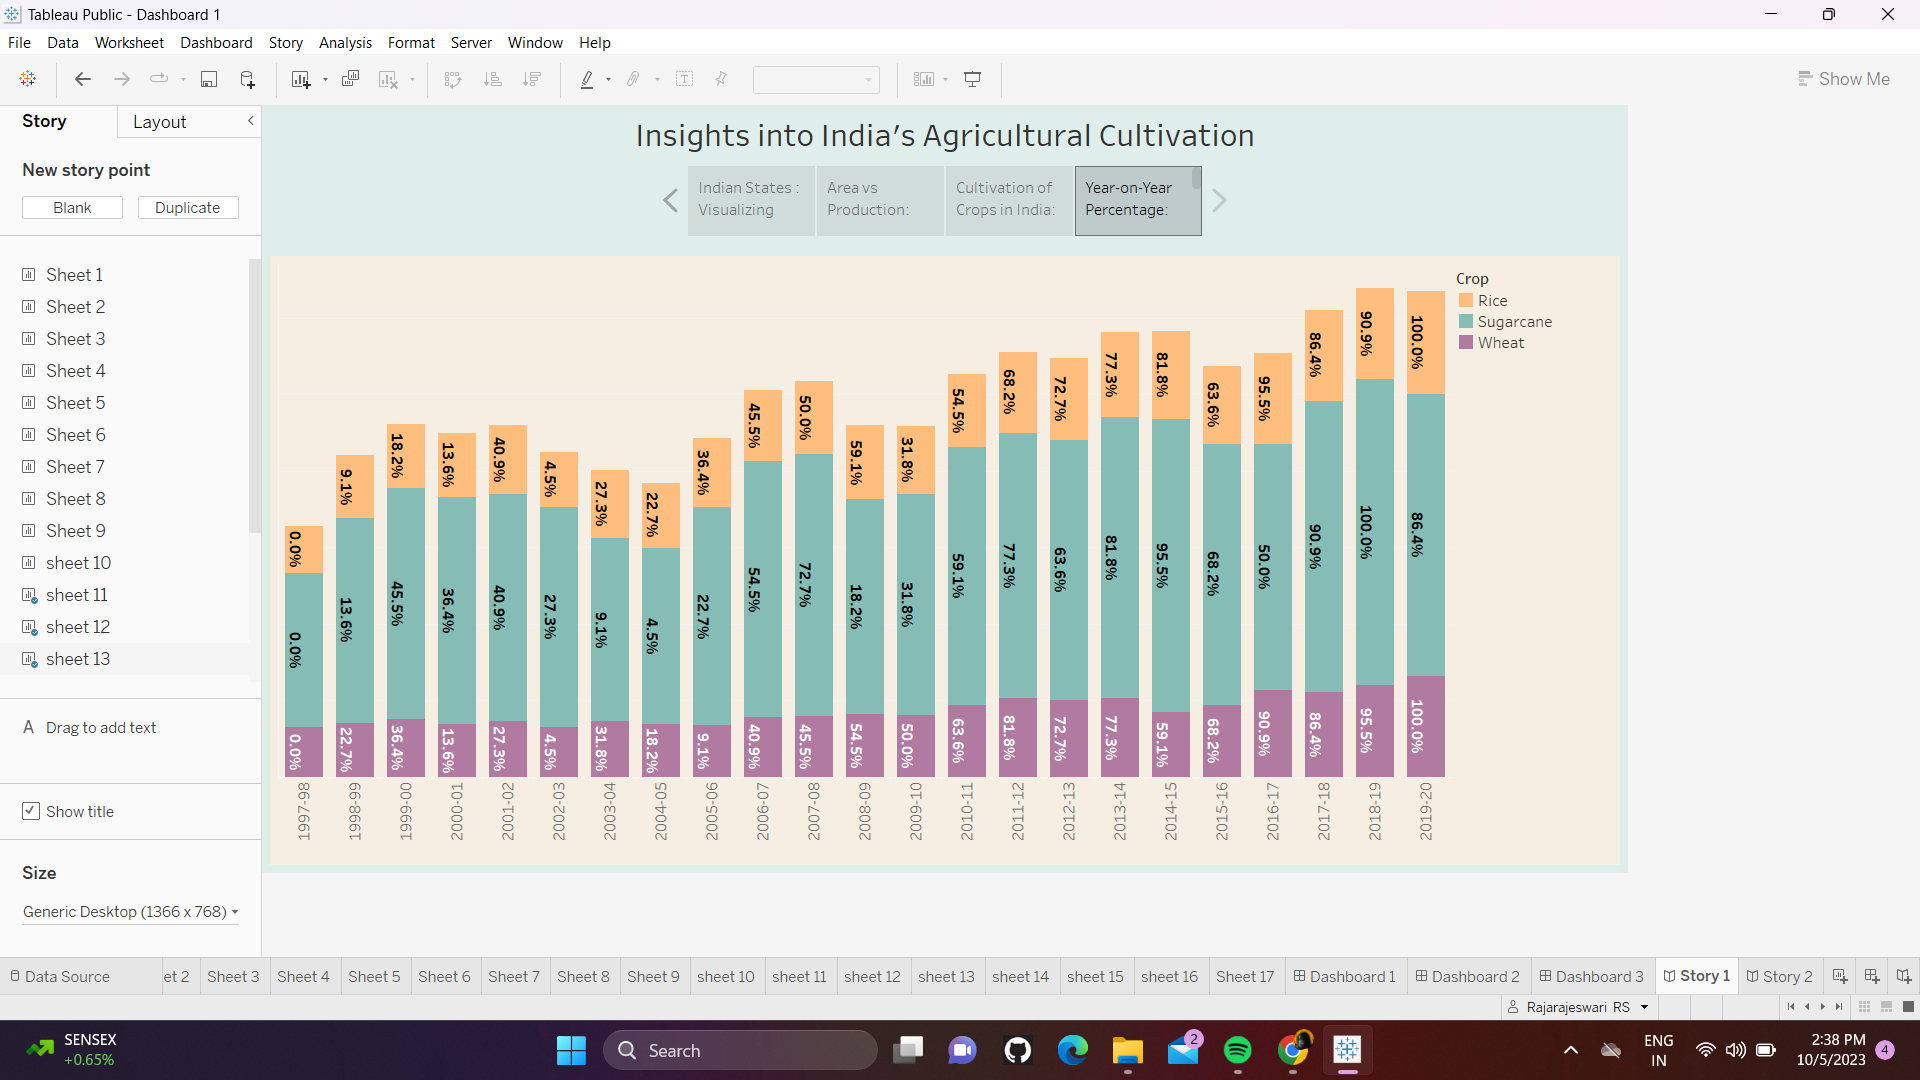 Tableau Public - Dashboard 1
File Data Worksheet Dashboard Story Analysis Format Server Window Help
Show Me
Story Layout
New story point
Blank Duplicate
Sheet 1
Sheet 2
Sheet 3
Sheet 4
Sheet 5
Sheet 6
Sheet 7
Sheet 8
Sheet 9
sheet 10
sheet 11
sheet 12
sheet 13
A Drag to add text
Show title
Size
Generic Desktop (1366 x 768)
Insights into India's Agricultural Cultivation
Indian States :
Visualizing
Area vs
Production:
Cultivation of
Crops in India:
Year-on-Year
Percentage:
Crop
Rice
Sugarcane
Wheat
0.0% 9.1% 18.2% 13.6% 40.9% 4.5% 27.3% 22.7% 36.4% 45.5% 50.0% 59.1% 31.8% 54.5% 68.2% 72.7% 77.3% 81.8% 63.6% 95.5% 86.4% 90.9% 100.0%
0.0% 13.6% 45.5% 36.4% 40.9% 27.3% 9.1% 4.5% 22.7% 54.5% 72.7% 18.2% 31.8% 59.1% 77.3% 63.6% 81.8% 95.5% 68.2% 50.0% 90.9% 100.0% 86.4%
0.0% 22.7% 36.4% 13.6% 27.3% 4.5% 31.8% 18.2% 9.1% 40.9% 45.5% 54.5% 50.0% 63.6% 81.8% 72.7% 77.3% 59.1% 68.2% 90.9% 86.4% 95.5% 100.0%
1997-98 1998-99 1999-00 2000-01 2001-02 2002-03 2003-04 2004-05 2005-06 2006-07 2007-08 2008-09 2009-10 2010-11 2011-12 2012-13 2013-14 2014-15 2015-16 2016-17 2017-18 2018-19 2019-20
Data Source et 2 Sheet 3 Sheet 4 Sheet 5 Sheet 6 Sheet 7 Sheet 8 Sheet 9 sheet 10 sheet 11 sheet 12 sheet 13 sheet 14 sheet 15 sheet 16 Sheet 17 Dashboard 1 Dashboard 2 Dashboard 3 Story 1 Story 2
Rajarajeswari RS
SENSEX
+0.65%
Search
2
ENG
IN
2:38 PM
10/5/2023
4